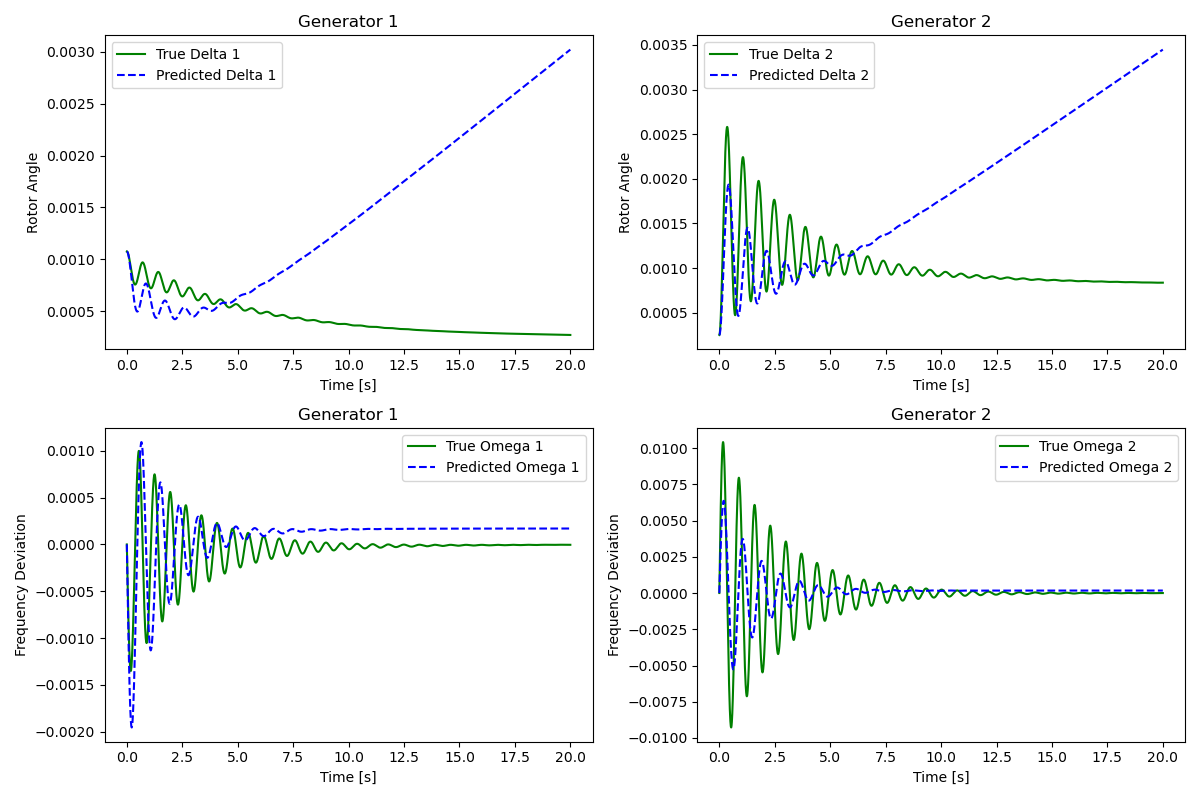 Generator 1
True Delta 1
Predicted Delta 1
0.0030
0.0025
0.0020
0.0015
0.0010
0.0005
Rotor Angle
0.0 2.5 5.0 7.5 10.0 12.5 15.0 17.5 20.0
Time [s]
Generator 2
True Delta 2
Predicted Delta 2
0.0035
0.0030
0.0025
0.0020
0.0015
0.0010
0.0005
Rotor Angle
0.0 2.5 5.0 7.5 10.0 12.5 15.0 17.5 20.0
Time [s]
Generator 1
True Omega 1
Predicted Omega 1
0.0010
0.0005
0.0000
−0.0005
−0.0010
−0.0015
−0.0020
Frequency Deviation
0.0 2.5 5.0 7.5 10.0 12.5 15.0 17.5 20.0
Time [s]
Generator 2
True Omega 2
Predicted Omega 2
0.0100
0.0075
0.0050
0.0025
0.0000
−0.0025
−0.0050
−0.0075
−0.0100
Frequency Deviation
0.0 2.5 5.0 7.5 10.0 12.5 15.0 17.5 20.0
Time [s]